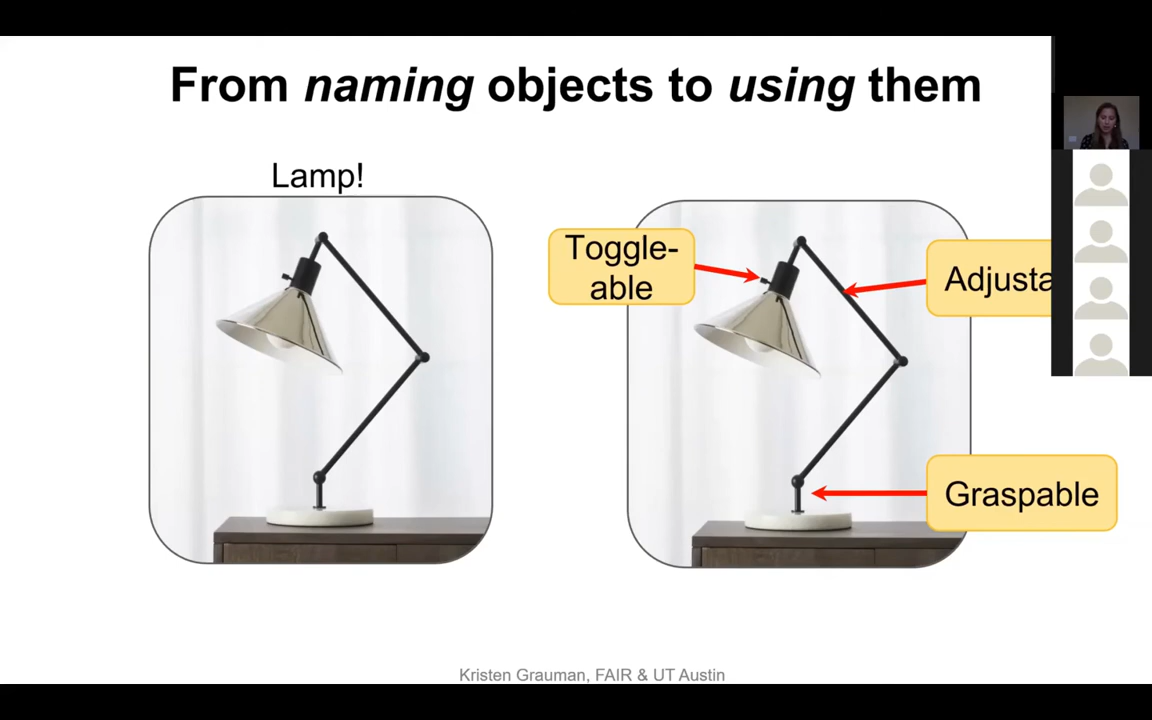 From naming objects to using them
Lamp!
Toggle-
able
Adjusta
Graspable
Kristen Grauman, FAIR & UT Austin